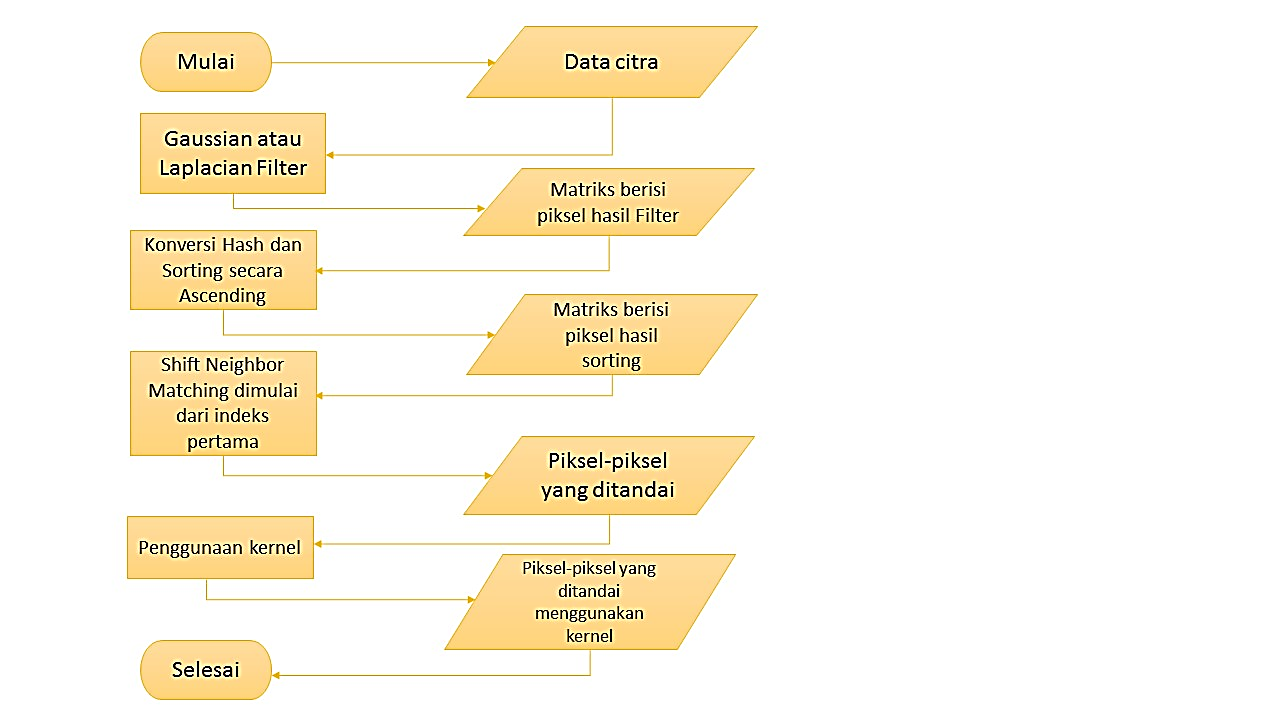 Mulai
Data citra
Gaussian atau
Laplacian Filter
Matriks berisi
piksel hasil Filter
Konversi Hash dan
Sorting secara
Ascending
Matriks berisi
piksel hasil
sorting
Shift Neighbor
Matching dimulai
dari indeks
pertama
Piksel-piksel
yang ditandai
Penggunaan kernel
Piksel-piksel yang
ditandai
menggunakan
kernel
Selesai